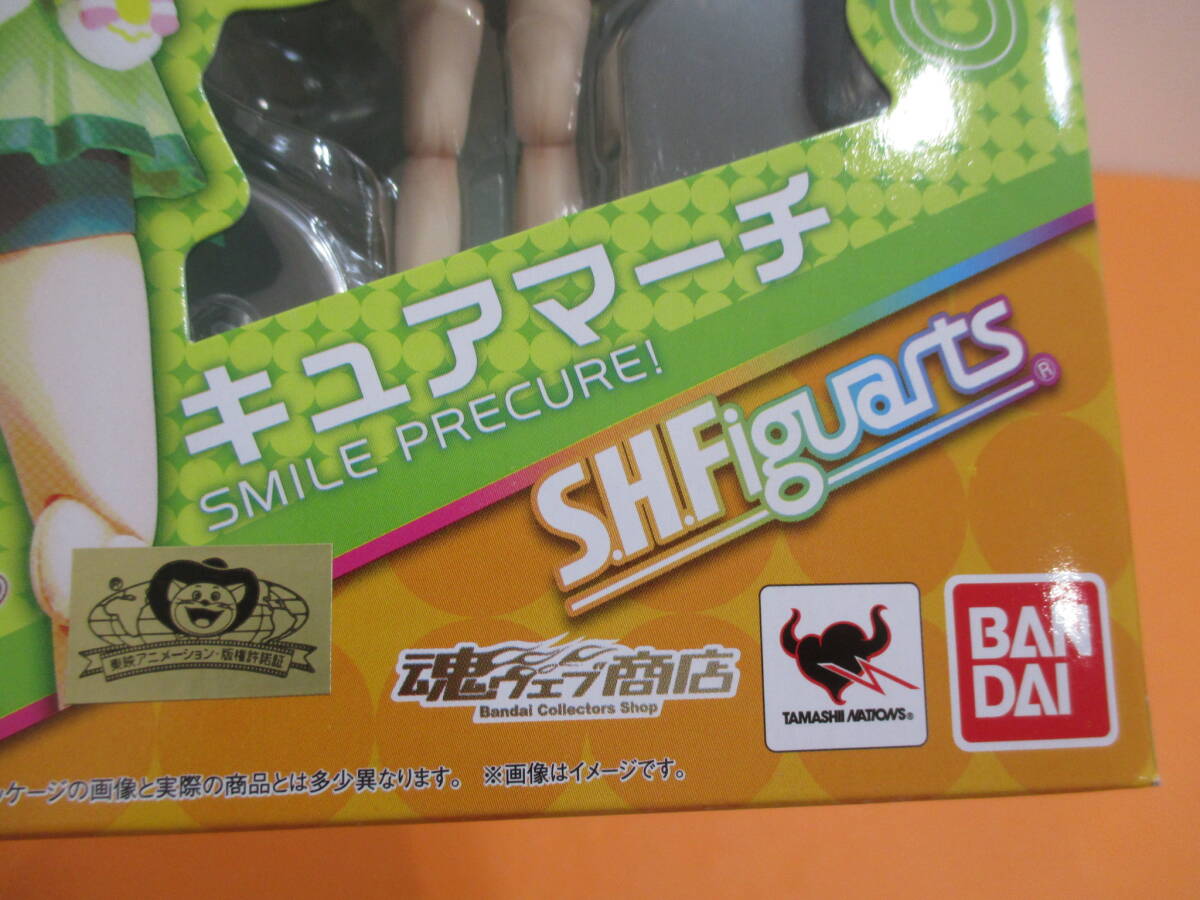 キュアマーチ
SMILE PRECURE!
S.H.Figuarts®
®
東映アニメーション・版権許諾証
魂ウェブ商店
Bandai Collectors Shop
TAMASHII NATIONS®
BAN
DAI
ッケージの画像と実際の商品とは多少異なります。 ※画像はイメージです。